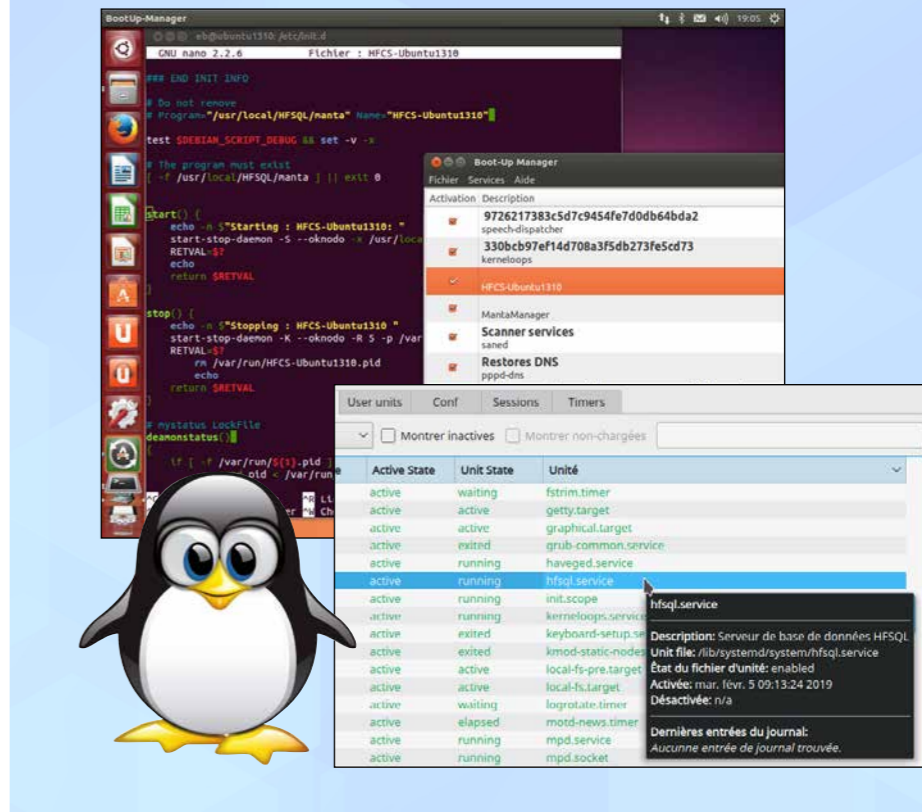 BootUp-Manager
19:05
eb@ubuntu1310: /etc/init.d
GNU nano 2.2.6 Fichier : HFCS-Ubuntu1310
### END INIT INFO
# Do not remove
# Program="/usr/local/HFSQL/manta" Name="HFCS-Ubuntu1310"
test $DEBIAN_SCRIPT_DEBUG && set -v -x
# The program must exist
[ -f /usr/local/HFSQL/manta ] || exit 0
start() {
echo -n $"Starting : HFCS-Ubuntu1310: "
start-stop-daemon -S --oknodo -x /usr/loca
RETVAL=$?
echo
return $RETVAL
}
stop() {
echo -n $"Stopping : HFCS-Ubuntu1310 "
start-stop-daemon -K --oknodo -R 5 -p /var
RETVAL=$?
rm /var/run/HFCS-Ubuntu1310.pid
echo
return $RETVAL
}
# mystatus LockFile
deamonstatus()
{
if [ -f /var/run/${1}.pid ]
pid < /var/run
Boot-Up Manager
Fichier Services Aide
Activation Description
9726217383c5d7c9454fe7d0db64bda2
speech-dispatcher
330bcb97ef14d708a3f5db273fe5cd73
kerneloops
HFCS-Ubuntu1310
MantaManager
Scanner services
saned
Restores DNS
pppd-dns
User units Conf Sessions Timers
Montrer inactives Montrer non-chargées
Active State Unit State Unité
active waiting fstrim.timer
active active getty.target
active active graphical.target
active exited grub-common.service
active running haveged.service
active running hfsql.service
active running init.scope
active running kerneloops.service
active exited keyboard-setup.se
active exited kmod-static-nodes
active active local-fs-pre.target
active active local-fs.target
active waiting logrotate.timer
active elapsed motd-news.timer
active running mpd.service
active running mpd.socket
hfsql.service
Description: Serveur de base de données HFSQL
Unit file: /lib/systemd/system/hfsql.service
État du fichier d'unité: enabled
Activée: mar. févr. 5 09:13:24 2019
Désactivée: n/a
Dernières entrées du journal:
Aucunne entrée de journal trouvée.